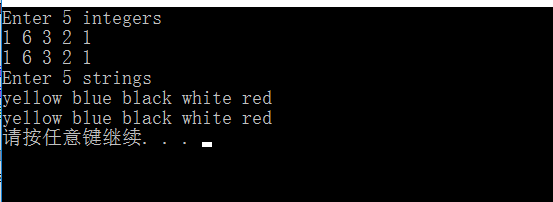 Enter 5 integers
1 6 3 2 1
1 6 3 2 1
Enter 5 strings
yellow blue black white red
yellow blue black white red
请按任意键继续. . .